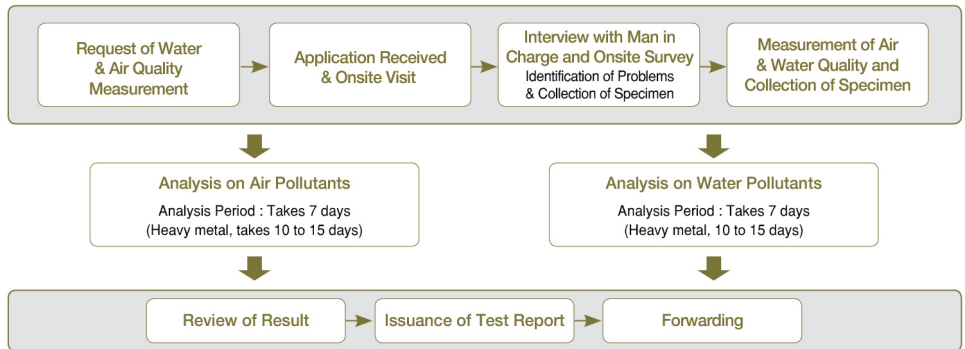 Request of Water
& Air Quality
Measurement
Application Received
& Onsite Visit
Interview with Man in
Charge and Onsite Survey
Identification of Problems
& Collection of Specimen
Measurement of Air
& Water Quality and
Collection of Specimen
Analysis on Air Pollutants
Analysis Period : Takes 7 days
(Heavy metal, takes 10 to 15 days)
Analysis on Water Pollutants
Analysis Period : Takes 7 days
(Heavy metal, 10 to 15 days)
Review of Result
Issuance of Test Report
Forwarding